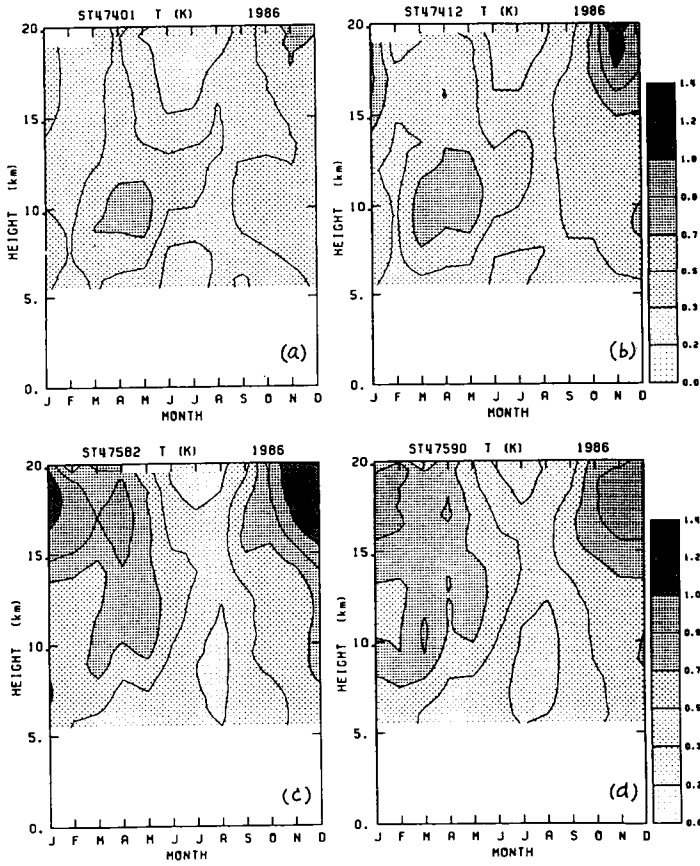 ST47401 T (K) 1986
20
15
10
5.
0.
HEIGHT (km)
J F M A M J J A S O N D
MONTH
(a)
ST47412 T (K) 1986
20
15
10
5.
0.
HEIGHT (km)
J F M A M J J A S O N D
MONTH
(b)
1.4
1.2
1.0
0.8
0.7
0.5
0.3
0.2
0.0
ST47582 T (K) 1986
20
15
10
5.
0.
HEIGHT (km)
J F M A M J J A S O N D
MONTH
(c)
ST47590 T (K) 1986
20
15
10
5.
0.
HEIGHT (km)
J F M A M J J A S O N D
MONTH
(d)
1.4
1.2
1.0
0.7
0.5
0.3
0.2
0.0